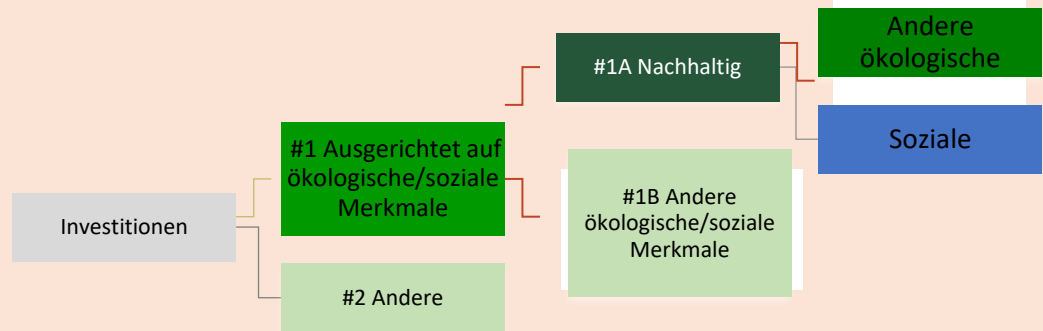 Andere
ökologische
#1A Nachhaltig
Soziale
#1 Ausgerichtet auf
ökologische/soziale
Merkmale
#1B Andere
ökologische/soziale
Merkmale
Investitionen
#2 Andere